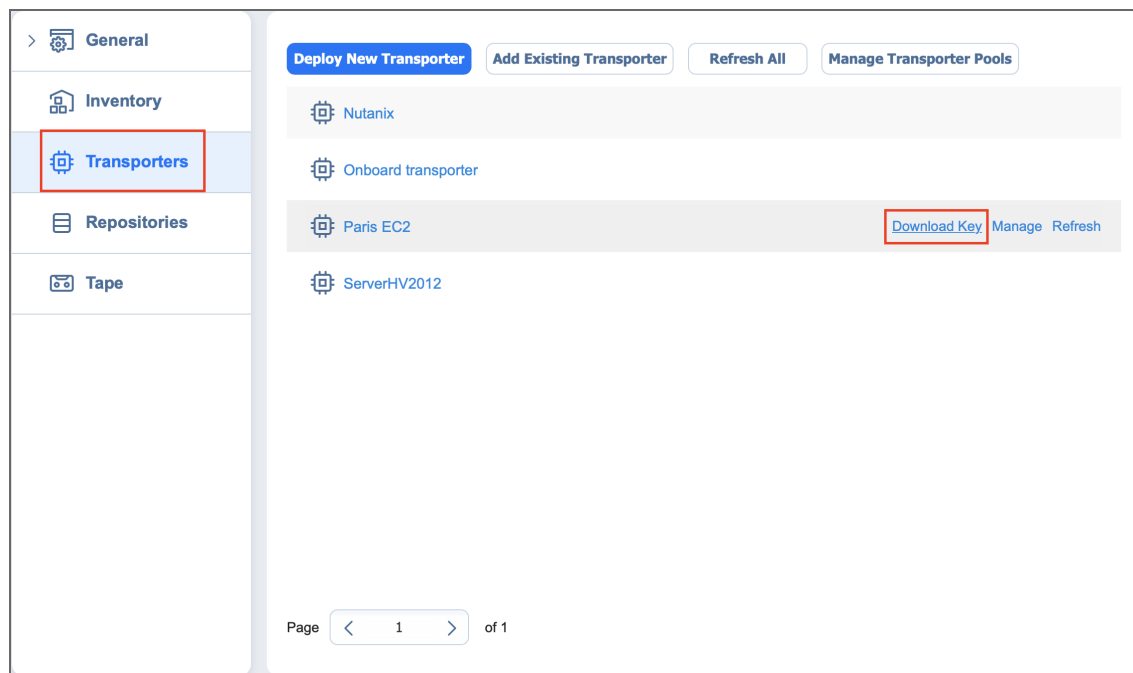 General
Inventory
Transporters
Repositories
Tape
Deploy New Transporter Add Existing Transporter Refresh All Manage Transporter Pools
Nutanix
Onboard transporter
Paris EC2 Download Key Manage Refresh
ServerHV2012
Page 1 of 1